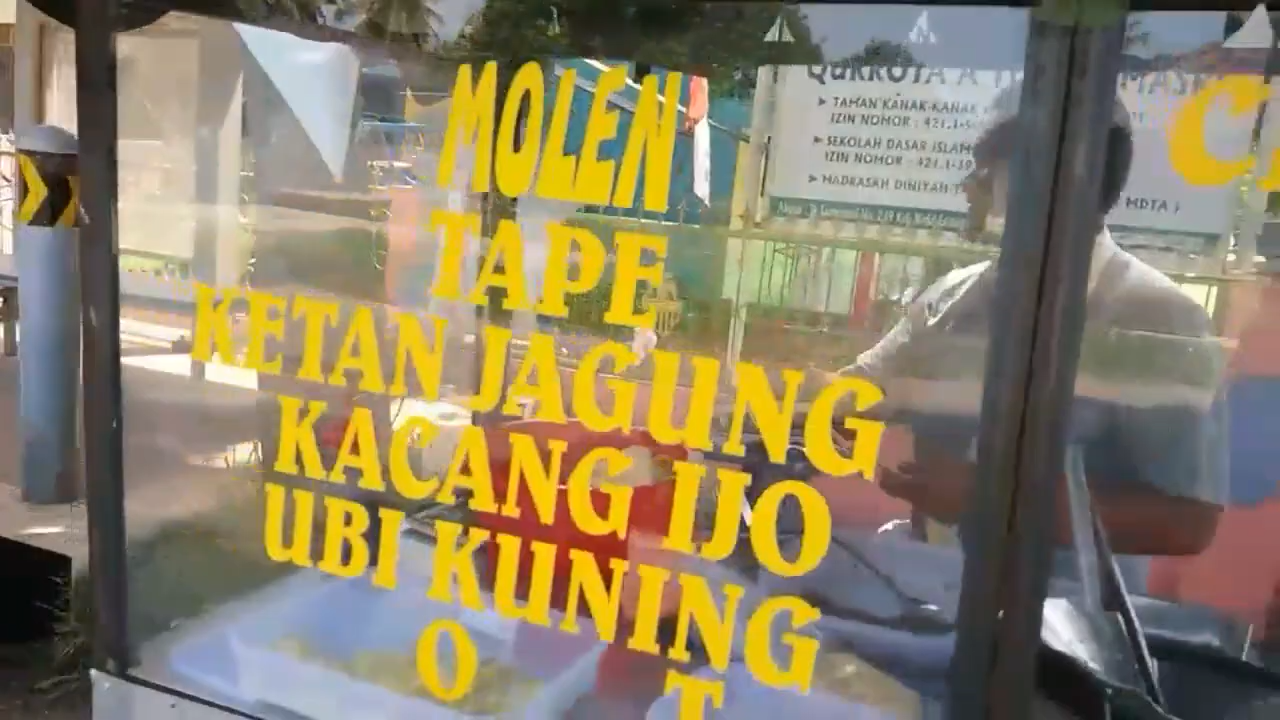 MOLEN
TAPE
KETAN JAGUNG
KACANG IJO
UBI KUNING
O T
QURROTA A
TAMAN KANAK-KANAK
IZIN NOMOR : 421.1-
SEKOLAH DASAR ISLAM
IZIN NOMOR : 421.1-
MADRASAH DINIYAH
MDTA
C